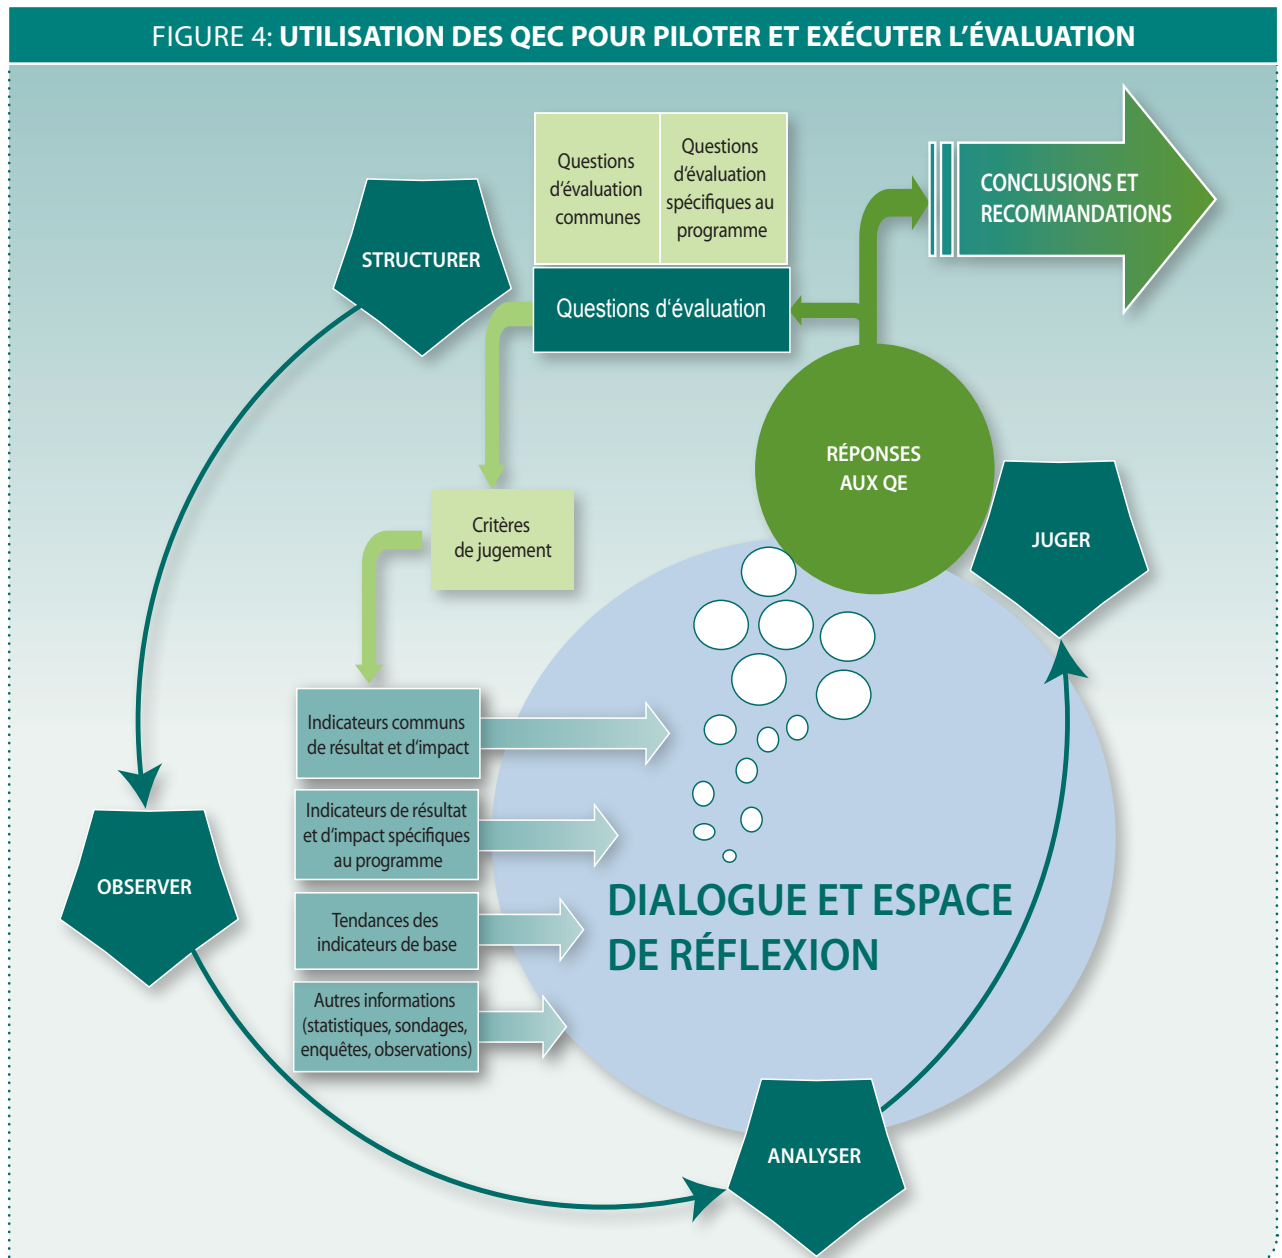 FIGURE 4: UTILISATION DES QEC POUR PILOTER ET EXÉCUTER L'ÉVALUATION
Questions
d'évaluation
communes
Questions
d'évaluation
spécifiques au
programme
CONCLUSIONS ET
RECOMMANDATIONS
STRUCTURER
Questions d'évaluation
RÉPONSES
AUX QE
Critères
de jugement
JUGER
Indicateurs communs
de résultat et d'impact
Indicateurs de résultat
et d'impact spécifiques
au programme
OBSERVER
DIALOGUE ET ESPACE
DE RÉFLEXION
Tendances des
indicateurs de base
Autres informations
(statistiques, sondages,
enquêtes, observations)
ANALYSER